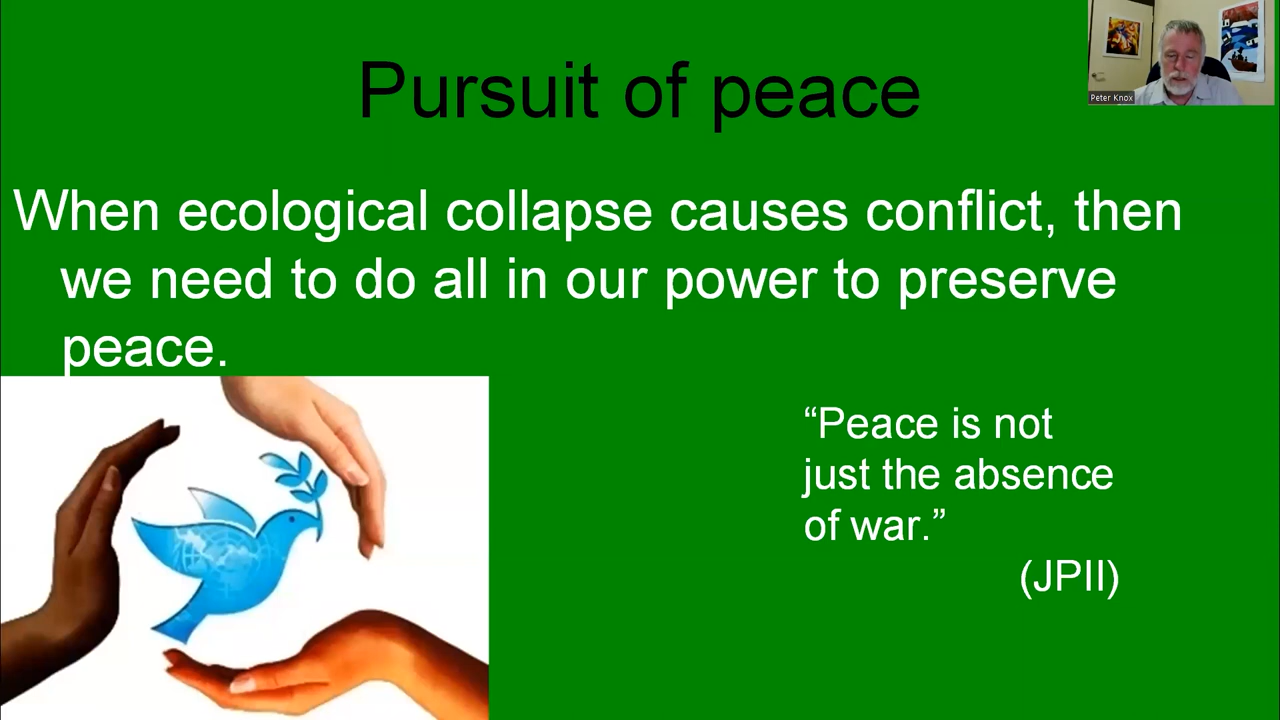 Pursuit of peace
Peter Knox
When ecological collapse causes conflict, then
we need to do all in our power to preserve
peace.
“Peace is not
just the absence
of war.”
(JPII)